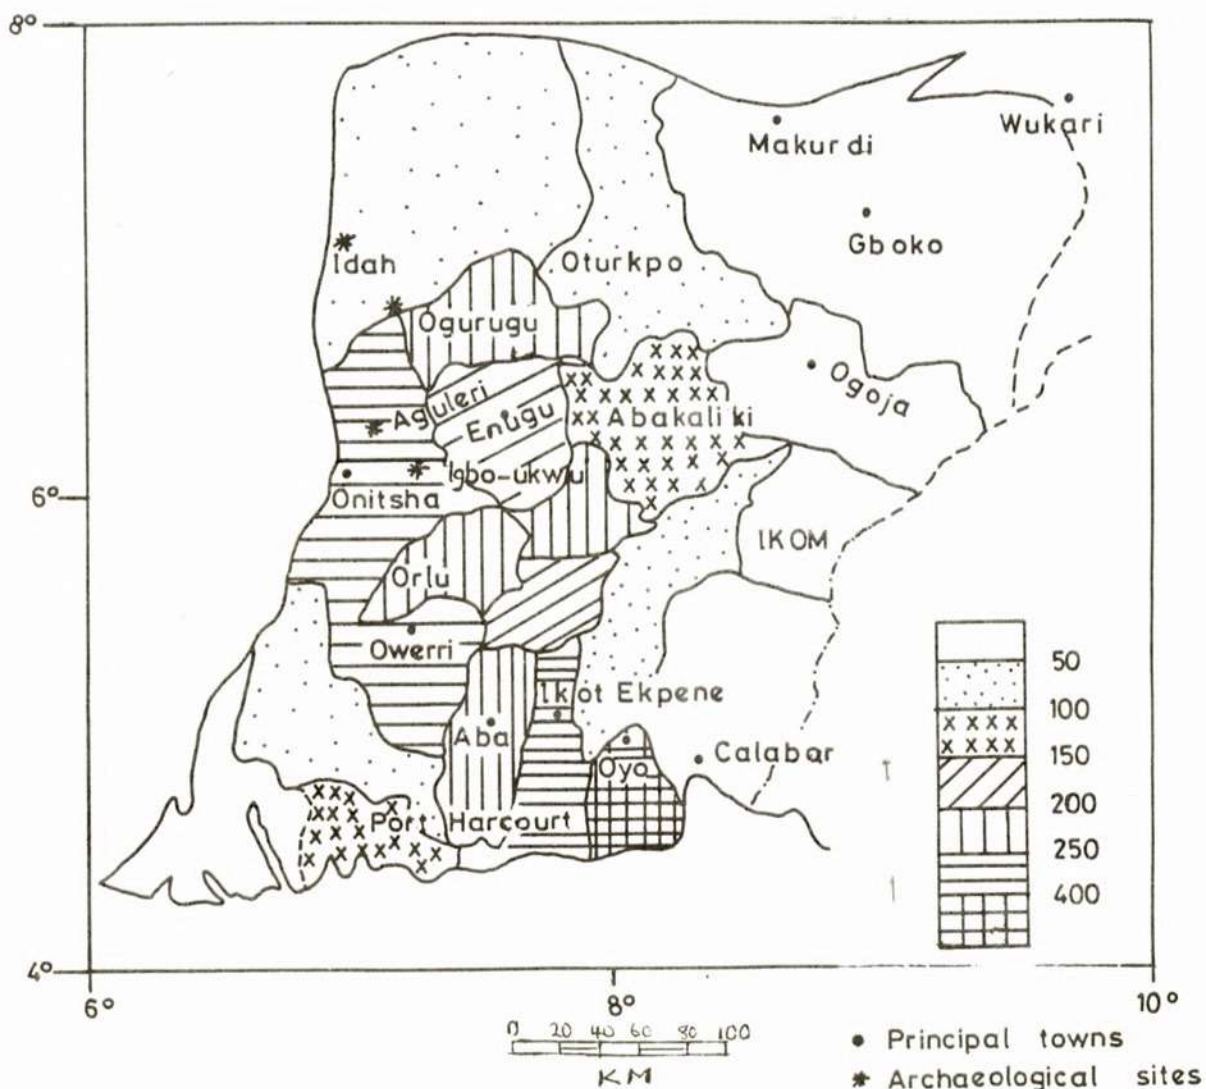 8°
Wukari
Makurdi
Gboko
Idah
Oturkpo
Ogurugu
Ogoja
Aguleri
Enugu
Abakaliki
Igbo-ukwu
6°
Onitsha
IKOM
Orlu
Owerri
50
Ikot Ekpene
100
Aba
Calabar
150
Oyo
200
Port Harcourt
250
400
4°
6°
8°
10°
0 20 40 60 80 100
KM
Principal towns
Archaeological sites